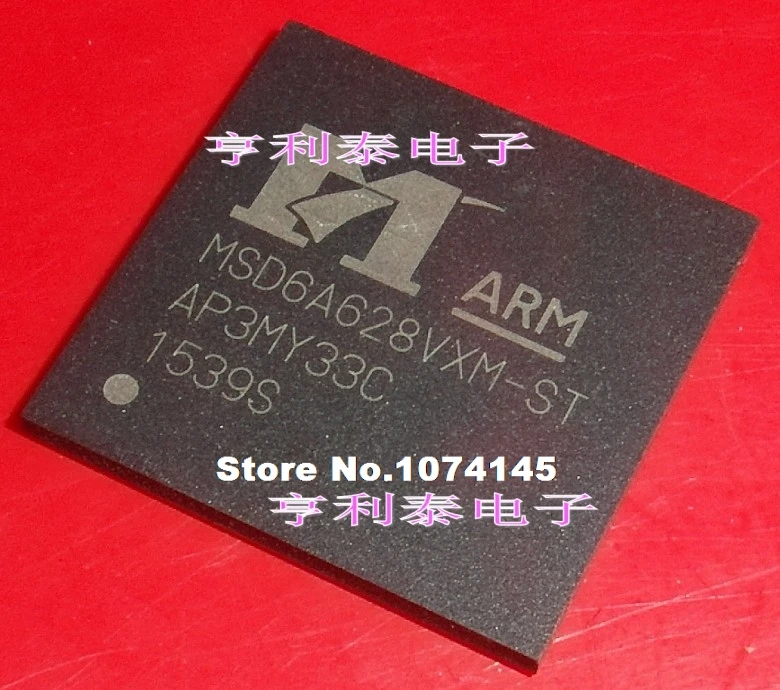 亨利泰电子
ARM
MSD6A628VXM-ST
AP3MY33C
1539S
Store No.1074145
亨利泰电子